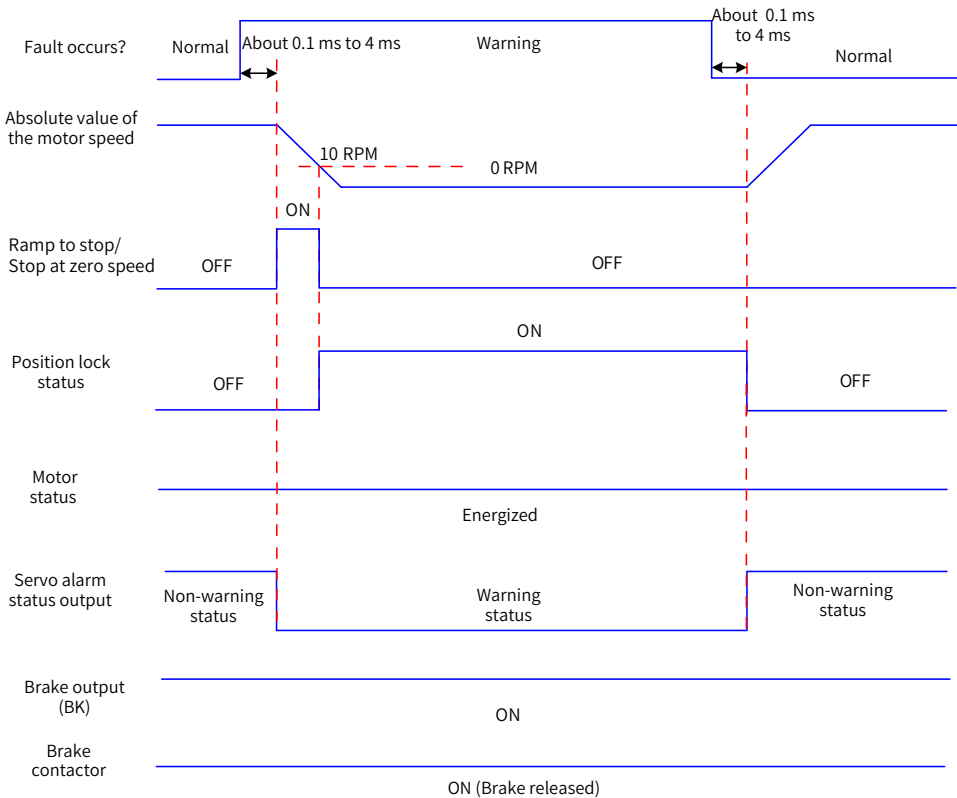 Fault occurs?
Normal
About 0.1 ms to 4 ms
Warning
About 0.1 ms
to 4 ms
Normal
Absolute value of
the motor speed
10 RPM
0 RPM
Ramp to stop/
Stop at zero speed
OFF
ON
OFF
Position lock
status
OFF
ON
OFF
Motor
status
Energized
Servo alarm
status output
Non-warning
status
Warning
status
Non-warning
status
Brake output
(BK)
ON
Brake
contactor
ON (Brake released)